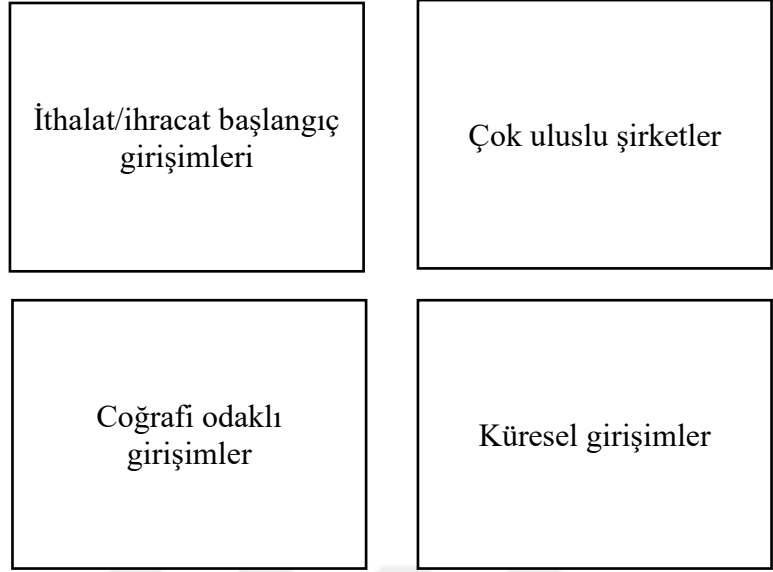 İthalat/ihracat başlangıç
girişimleri
Çok uluslu şirketler
Coğrafi odaklı
girişimler
Küresel girişimler